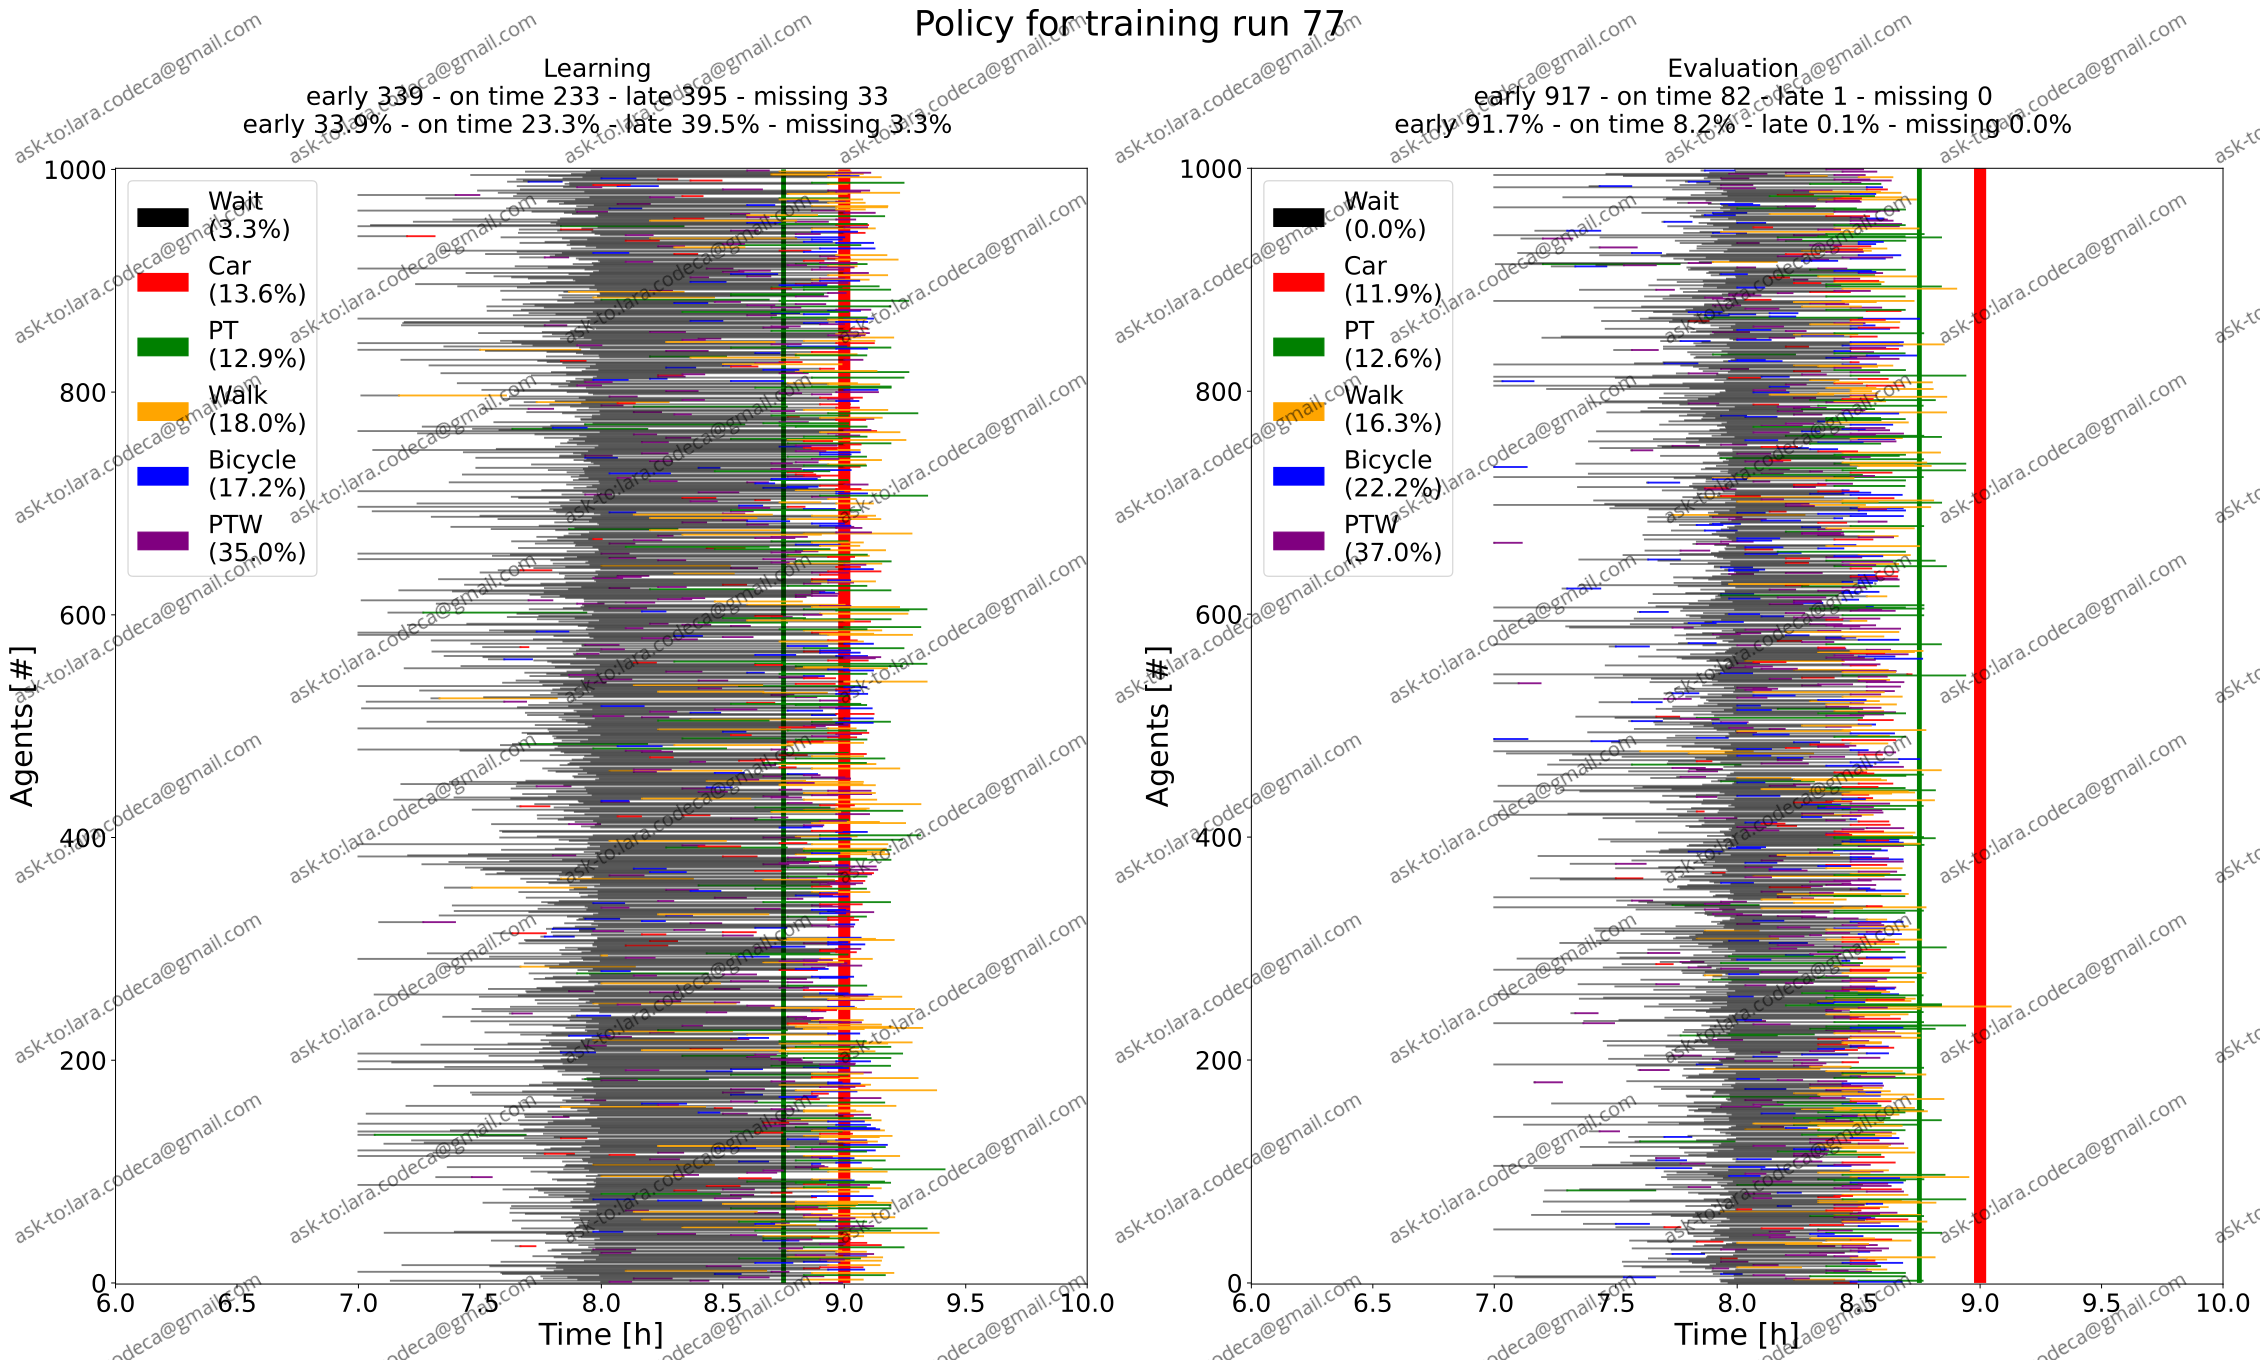 Policy for training run 77
Learning
early 339 - on time 233 - late 395 - missing 33
early 33.9% - on time 23.3% - late 39.5% - missing 3.3%
Wait
(3.3%)
Car
(13.6%)
PT
(12.9%)
Walk
(18.0%)
Bicycle
(17.2%)
PTW
(35.0%)
1000
800
600
400
200
0
Agents [#]
6.0 6.5 7.0 7.5 8.0 8.5 9.0 9.5 10.0
Time [h]
Evaluation
early 917 - on time 82 - late 1 - missing 0
early 91.7% - on time 8.2% - late 0.1% - missing 0.0%
Wait
(0.0%)
Car
(11.9%)
PT
(12.6%)
Walk
(16.3%)
Bicycle
(22.2%)
PTW
(37.0%)
1000
800
600
400
200
0
Agents [#]
6.0 6.5 7.0 7.5 8.0 8.5 9.0 9.5 10.0
Time [h]
ask-to:lara.codeca@gmail.com